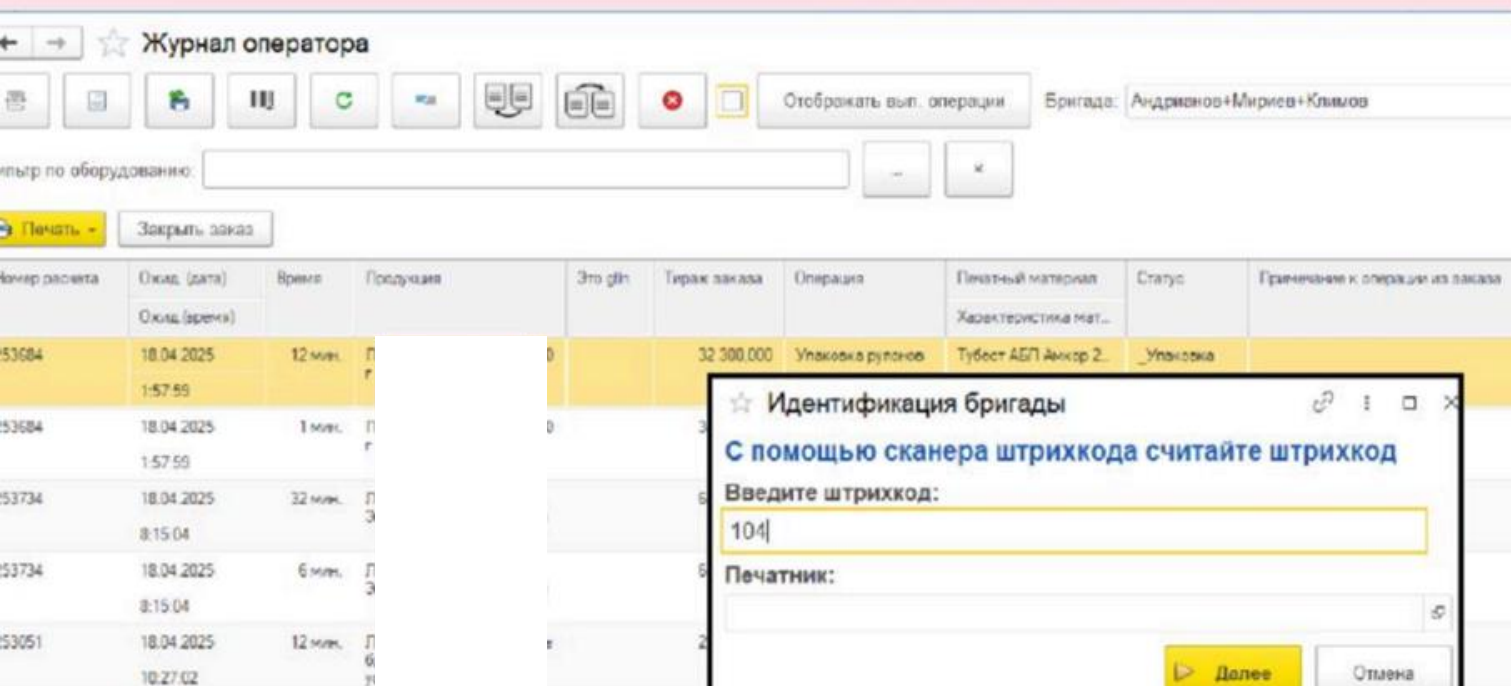 Журнал оператора
Отображать вып. операции Бригада: Андрианов+Мириев+Климов
ильтр по оборудованию:
Печать Закрыть заказ
Номер расчета Ожид. (дата) Время Продукция Это gtin Тираж заказа Операция Печатный материал Статус Примечание к операции из заказа
Ожид.(время) Характеристика мат...
253684 18.04.2025 12 мин. 32 300,000 Упаковка рулонов Тубест АБЛ Амкор 2... _Упаковка
1:57:59
253684 18.04.2025 1 мин.
1:57:59
253734 18.04.2025 32 мин.
8:15:04
253734 18.04.2025 6 мин.
8:15:04
253051 18.04.2025 12 мин.
10:27:02
Идентификация бригады
С помощью сканера штрихкода считайте штрихкод
Введите штрихкод:
104
Печатник:
Далее Отмена